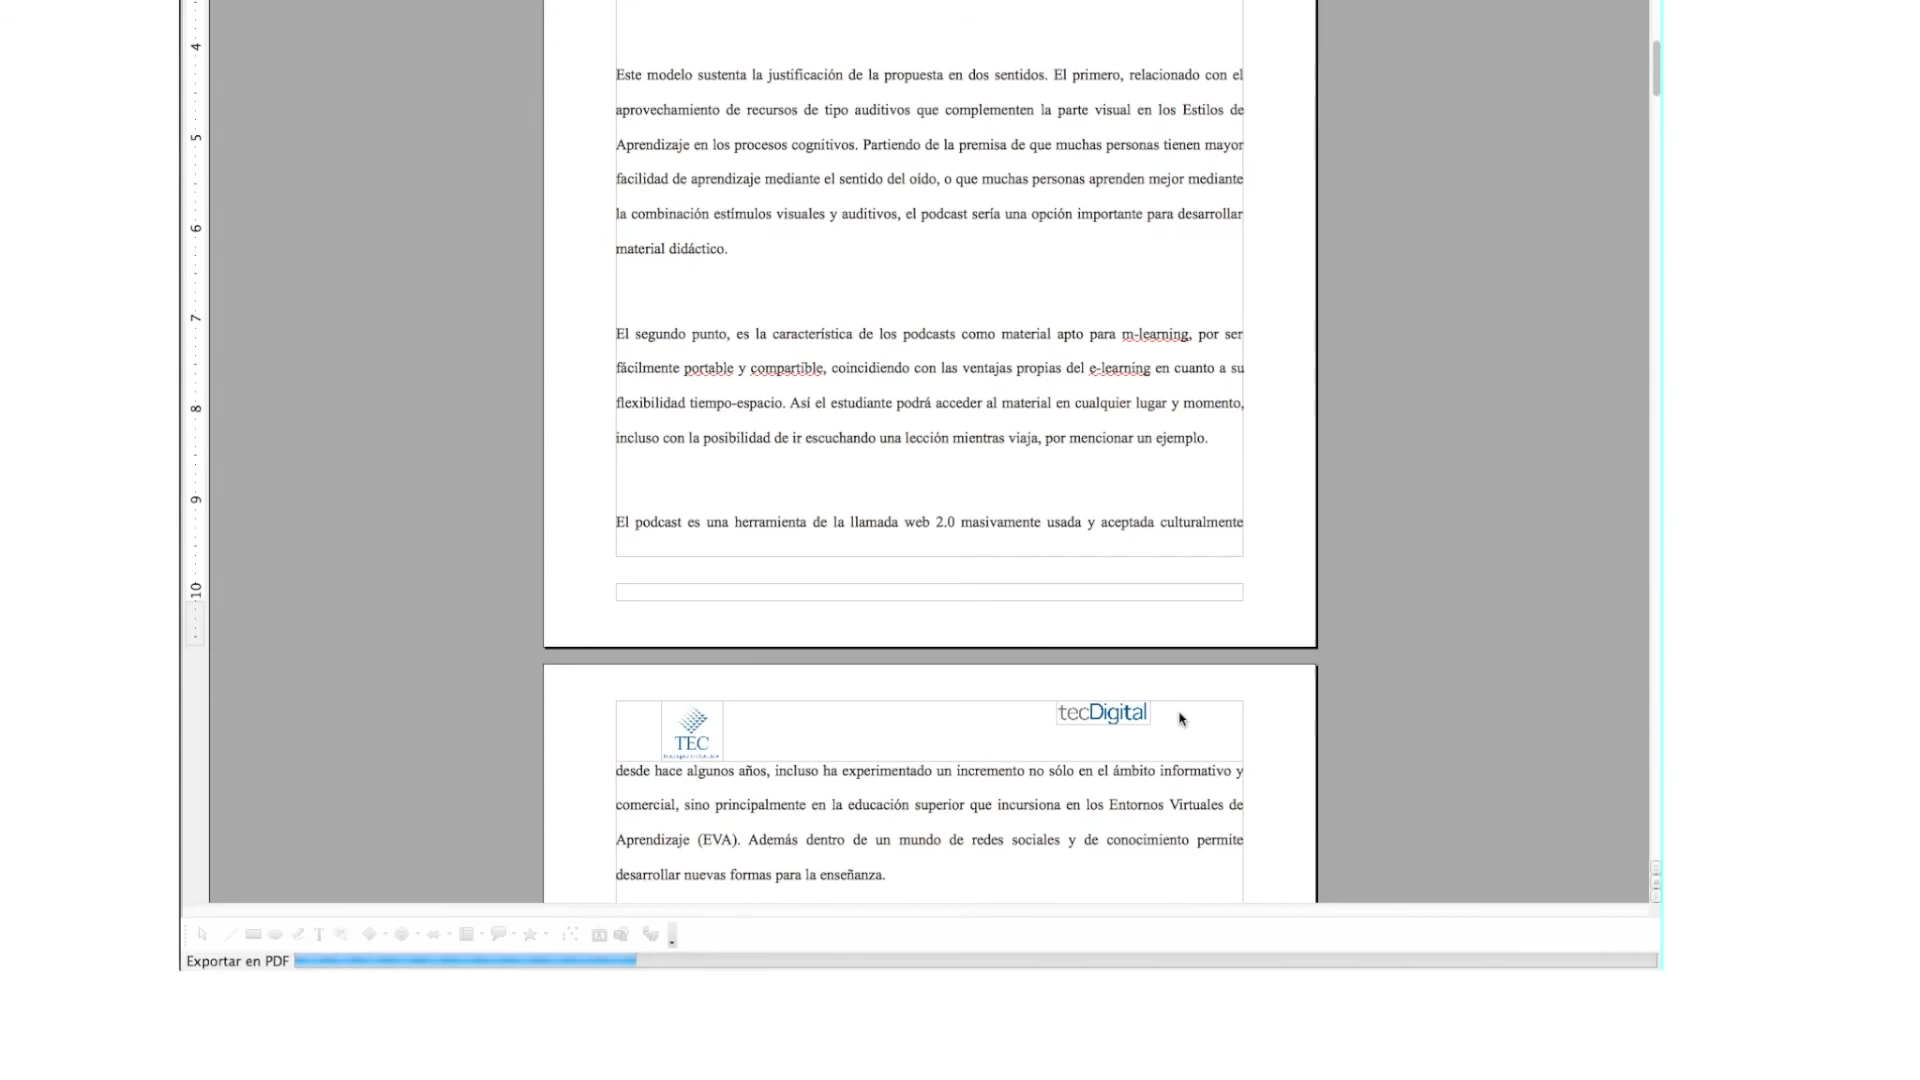 4
Este modelo sustenta la justificación de la propuesta en dos sentidos. El primero, relacionado con el
aprovechamiento de recursos de tipo auditivos que complementen la parte visual en los Estilos de
5
Aprendizaje en los procesos cognitivos. Partiendo de la premisa de que muchas personas tienen mayor
facilidad de aprendizaje mediante el sentido del oído, o que muchas personas aprenden mejor mediante
6
la combinación estímulos visuales y auditivos, el podcast sería una opción importante para desarrollar
material didáctico.
7
El segundo punto, es la característica de los podcasts como material apto para m-learning, por ser
fácilmente portable y compartible, coincidiendo con las ventajas propias del e-learning en cuanto a su
8
flexibilidad tiempo-espacio. Así el estudiante podrá acceder al material en cualquier lugar y momento,
incluso con la posibilidad de ir escuchando una lección mientras viaja, por mencionar un ejemplo.
9
El podcast es una herramienta de la llamada web 2.0 masivamente usada y aceptada culturalmente
10
tecDigital
TEC
desde hace algunos años, incluso ha experimentado un incremento no sólo en el ámbito informativo y
comercial, sino principalmente en la educación superior que incursiona en los Entornos Virtuales de
Aprendizaje (EVA). Además dentro de un mundo de redes sociales y de conocimiento permite
desarrollar nuevas formas para la enseñanza.
T
Exportar en PDF